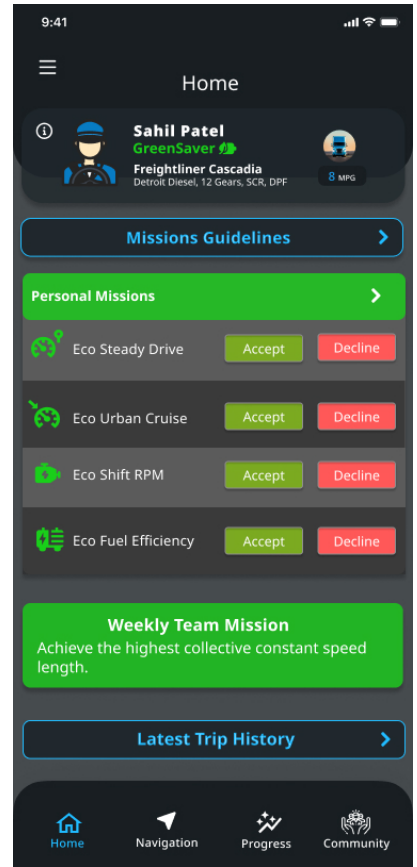 9:41
Home
Sahil Patel
GreenSaver
Freightliner Cascadia
Detroit Diesel, 12 Gears, SCR, DPF
8 MPG
Missions Guidelines
Personal Missions
Eco Steady Drive Accept Decline
Eco Urban Cruise Accept Decline
Eco Shift RPM Accept Decline
Eco Fuel Efficiency Accept Decline
Weekly Team Mission
Achieve the highest collective constant speed
length.
Latest Trip History
Home Navigation Progress Community